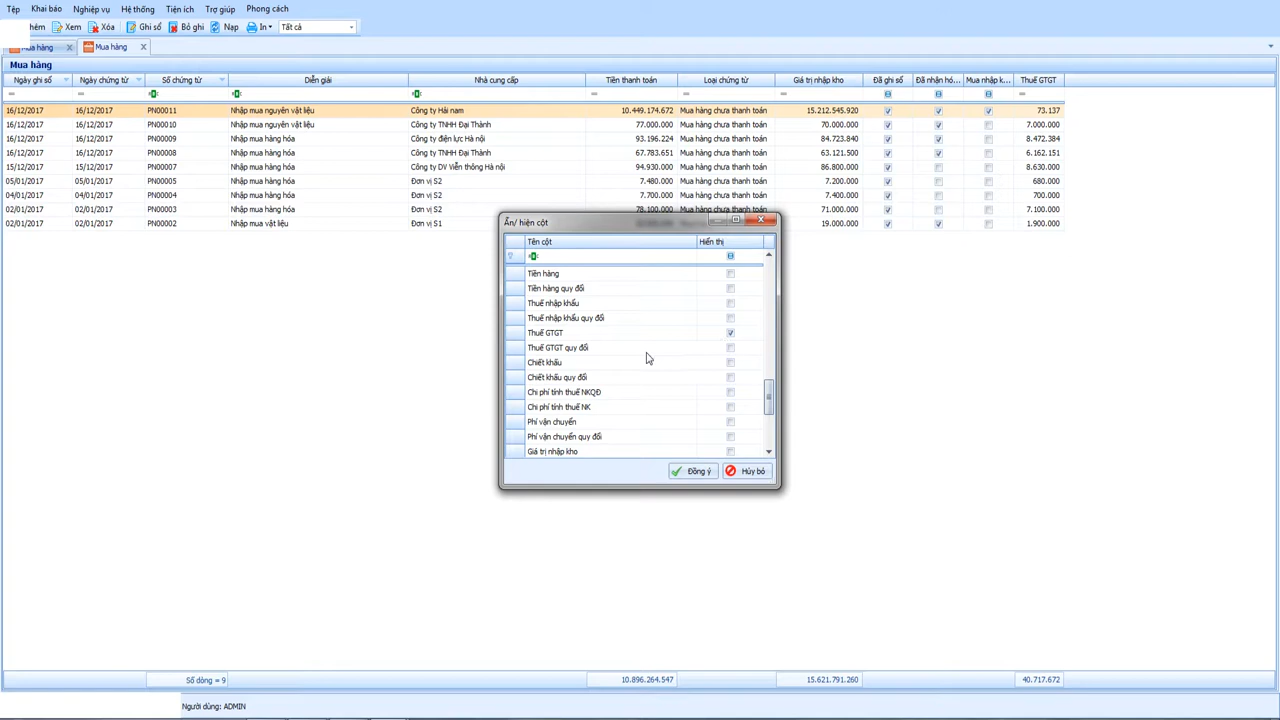 Tệp Khai báo Nghiệp vụ Hệ thống Tiện ích Trợ giúp Phong cách
hêm Xem Xóa Ghi sổ Bỏ ghi Nạp In Tất cả
Mua hàng Mua hàng
Mua hàng
Ngày ghi sổ Ngày chứng từ Số chứng từ Diễn giải Nhà cung cấp Tiền thanh toán Loại chứng từ Giá trị nhập kho Đã ghi sổ Đã nhận hó... Mua nhập k... Thuế GTGT
16/12/2017 16/12/2017 PN00011 Nhập mua nguyên vật liệu Công ty Hải nam 10.449.174.672 Mua hàng chưa thanh toán 15.212.545.920 73.137
16/12/2017 16/12/2017 PN00010 Nhập mua nguyên vật liệu Công ty TNHH Đại Thành 77.000.000 Mua hàng chưa thanh toán 70.000.000 7.000.000
16/12/2017 16/12/2017 PN00009 Nhập mua hàng hóa Công ty điện lực Hà nội 93.196.224 Mua hàng chưa thanh toán 84.723.840 8.472.384
16/12/2017 16/12/2017 PN00008 Nhập mua hàng hóa Công ty TNHH Đại Thành 67.783.651 Mua hàng chưa thanh toán 63.121.500 6.162.151
15/12/2017 15/12/2017 PN00007 Nhập mua hàng hóa Công ty DV Viễn thông Hà nội 94.930.000 Mua hàng chưa thanh toán 86.800.000 8.630.000
05/01/2017 05/01/2017 PN00005 Nhập mua hàng hóa Đơn vị S2 7.480.000 Mua hàng chưa thanh toán 7.200.000 680.000
04/01/2017 04/01/2017 PN00004 Nhập mua hàng hóa Đơn vị S2 7.700.000 Mua hàng chưa thanh toán 7.400.000 700.000
02/01/2017 02/01/2017 PN00003 Nhập mua hàng hóa Đơn vị S2 78.100.000 Mua hàng chưa thanh toán 71.000.000 7.100.000
02/01/2017 02/01/2017 PN00002 Nhập mua vật liệu Đơn vị S1 19.000.000 1.900.000
Ẩn/ hiện cột
Tên cột Hiển thị
Tiền hàng
Tiền hàng quy đổi
Thuế nhập khẩu
Thuế nhập khẩu quy đổi
Thuế GTGT
Thuế GTGT quy đổi
Chiết khấu
Chiết khấu quy đổi
Chi phí tính thuế NKQĐ
Chi phí tính thuế NK
Phí vận chuyển
Phí vận chuyển quy đổi
Giá trị nhập kho
Đồng ý Hủy bỏ
Số dòng = 9 10.896.264.547 15.621.791.260 40.717.672
Người dùng: ADMIN